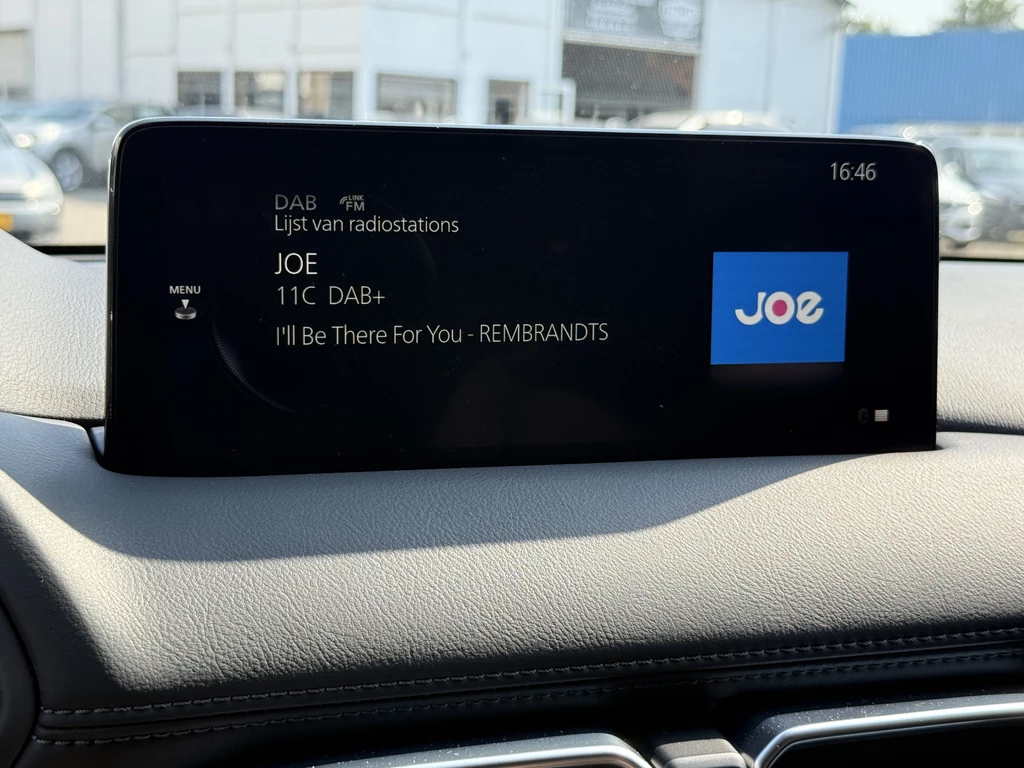 16:46
DAB LINK FM
Lijst van radiostations
JOE
11C DAB+
I'll Be There For You - REMBRANDTS
MENU
JOE